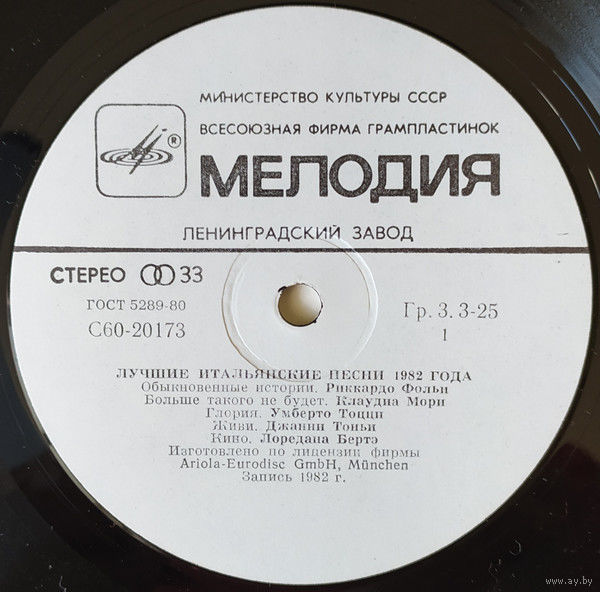 МИНИСТЕРСТВО КУЛЬТУРЫ СССР
ВСЕСОЮЗНАЯ ФИРМА ГРАМПЛАСТИНОК
®
МЕЛОДИЯ
ЛЕНИНГРАДСКИЙ ЗАВОД
СТЕРЕО 33
ГОСТ 5289-80
С60-20173
Гр. 3. 3-25
1
ЛУЧШИЕ ИТАЛЬЯНСКИЕ ПЕСНИ 1982 ГОДА
Обыкновенные истории. Риккардо Фольи
Больше такого не будет. Клаудиа Мори
Глория. Умберто Тоцци
Живи. Джанни Тоньи
Кино. Лоредана Бертэ
Изготовлено по лицензии фирмы
Ariola-Eurodisc GmbH, München
Запись 1982 г.
www.ay.by